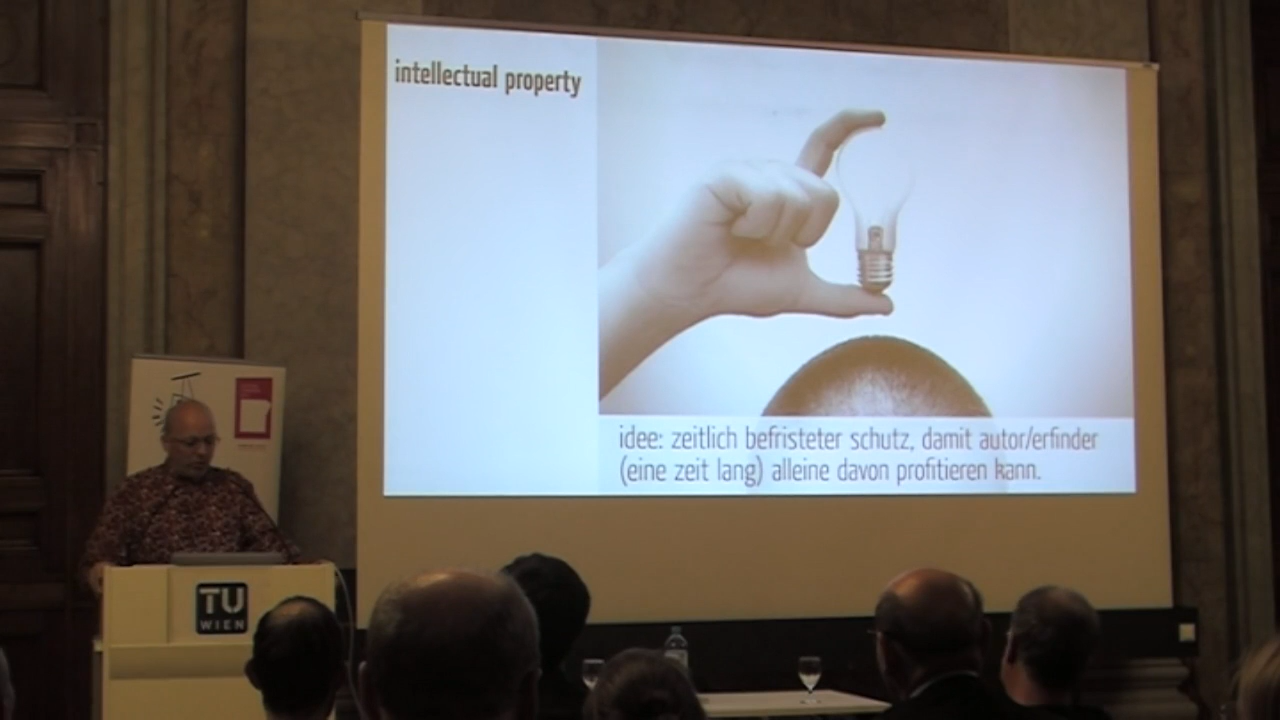 intellectual property
idee: zeitlich befristeter schutz, damit autor/erfinder
(eine zeit lang) alleine davon profitieren kann.
TU
WIEN